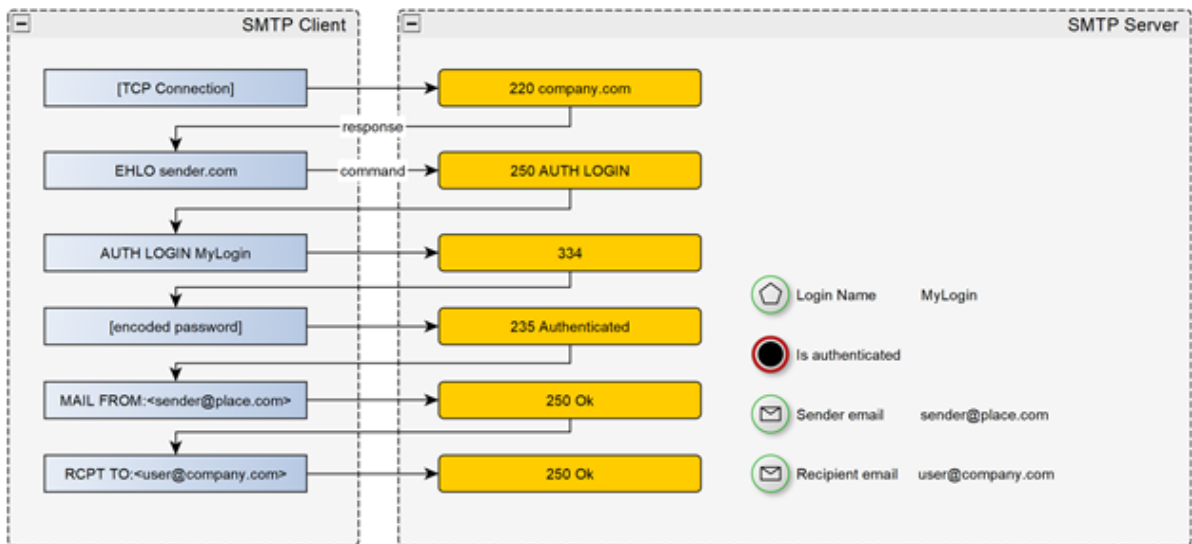 SMTP Client
SMTP Server
[TCP Connection]
220 company.com
response
EHLO sender.com
command
250 AUTH LOGIN
AUTH LOGIN MyLogin
334
[encoded password]
235 Authenticated
MAIL FROM:<sender@place.com>
250 Ok
RCPT TO:<user@company.com>
250 Ok
Login Name MyLogin
Is authenticated
Sender email sender@place.com
Recipient email user@company.com